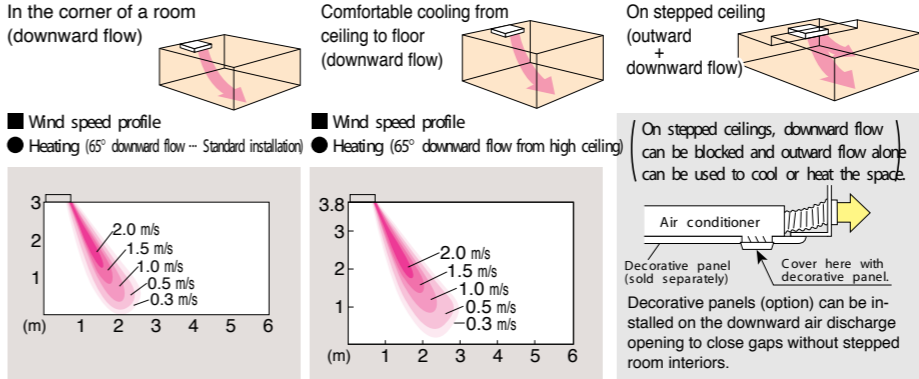 In the corner of a room
(downward flow)
■ Wind speed profile
● Heating (65° downward flow -- Standard installation)
3
2
1
2.0 m/s
1.5 m/s
1.0 m/s
0.5 m/s
0.3 m/s
(m) 1 2 3 4 5 6
Comfortable cooling from
ceiling to floor
(downward flow)
■ Wind speed profile
● Heating (65° downward flow from high ceiling)
3.8
3
2
1
2.0 m/s
1.5 m/s
1.0 m/s
0.5 m/s
0.3 m/s
(m) 1 2 3 4 5 6
On stepped ceiling
(outward
+
downward flow)
(On stepped ceilings, downward flow
can be blocked and outward flow alone
can be used to cool or heat the space.)
Air conditioner
Decorative panel
(sold separately)
Cover here with
decorative panel.
Decorative panels (option) can be in-
stalled on the downward air discharge
opening to close gaps without stepped
room interiors.